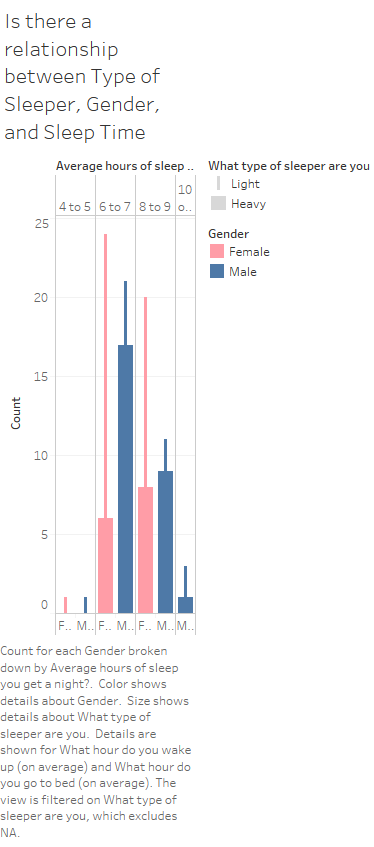 Is there a
relationship
between Type of
Sleeper, Gender,
and Sleep Time
Average hours of sleep ..
What type of sleeper are you
Light
Heavy
Gender
Female
Male
4 to 5
6 to 7
8 to 9
10
o..
25
20
15
10
5
0
Count
F..
M..
F..
M..
F..
M..
M..
Count for each Gender broken
down by Average hours of sleep
you get a night?. Color shows
details about Gender. Size shows
details about What type of
sleeper are you. Details are
shown for What hour do you wake
up (on average) and What hour do
you go to bed (on average). The
view is filtered on What type of
sleeper are you, which excludes
NA.